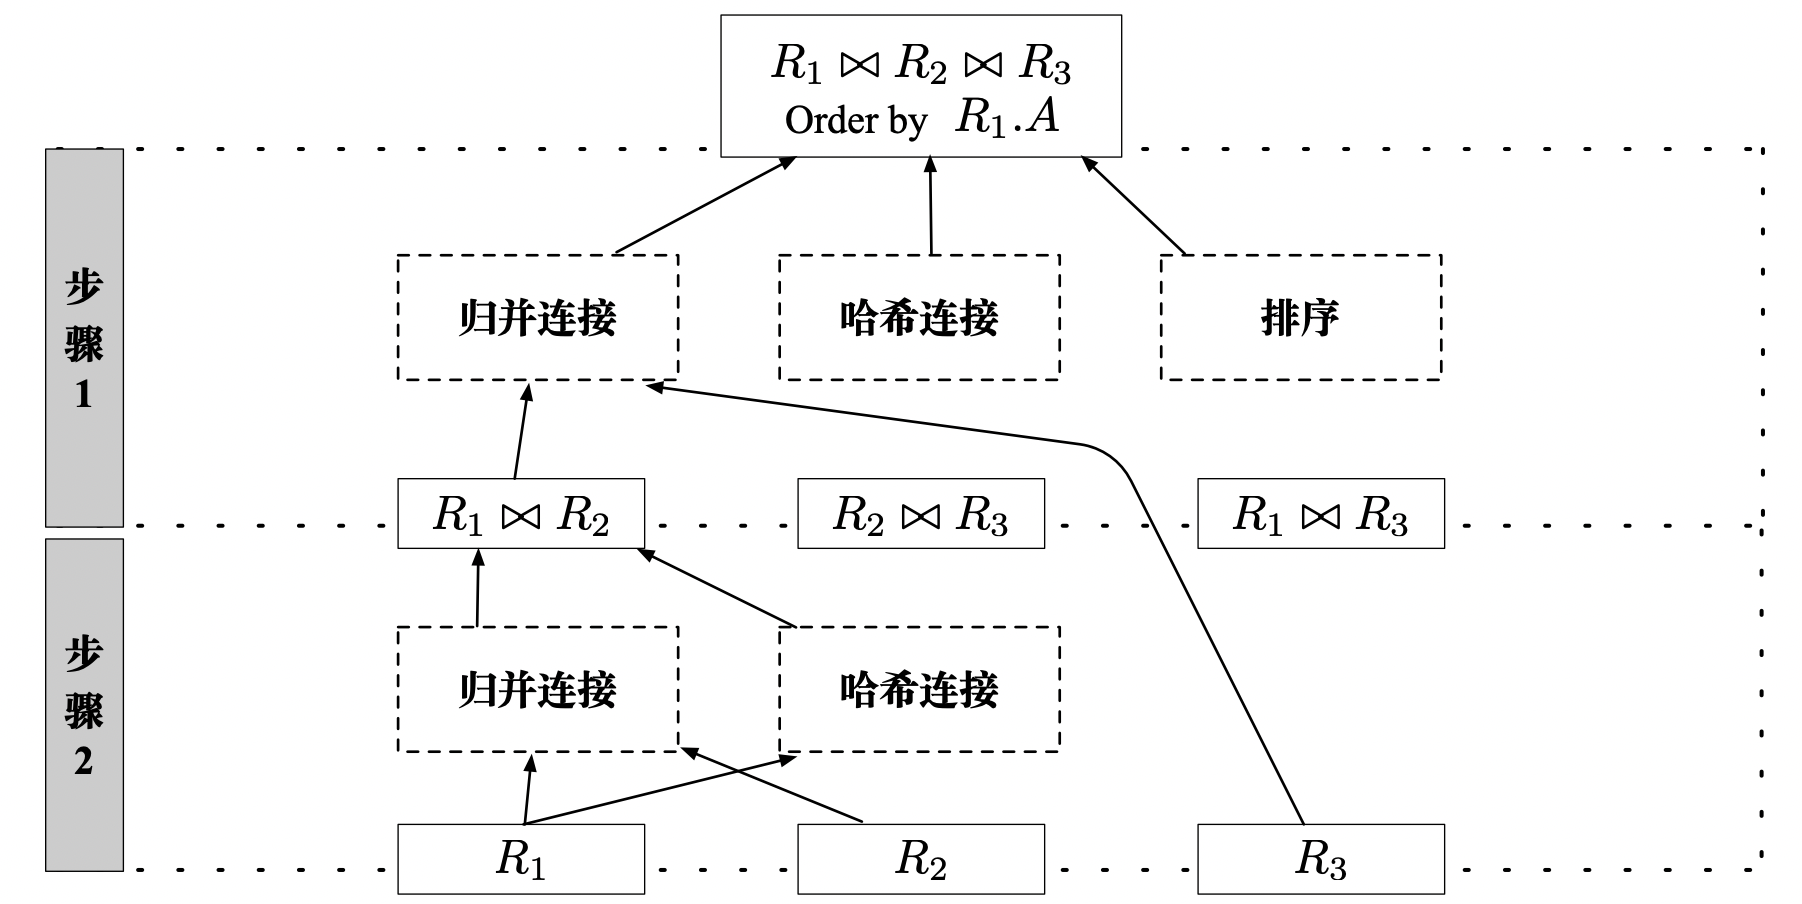 R₁ ⋈ R₂ ⋈ R₃
Order by R₁.A
步骤1
归并连接 哈希连接 排序
R₁ ⋈ R₂ R₂ ⋈ R₃ R₁ ⋈ R₃
步骤2
归并连接 哈希连接
R₁ R₂ R₃